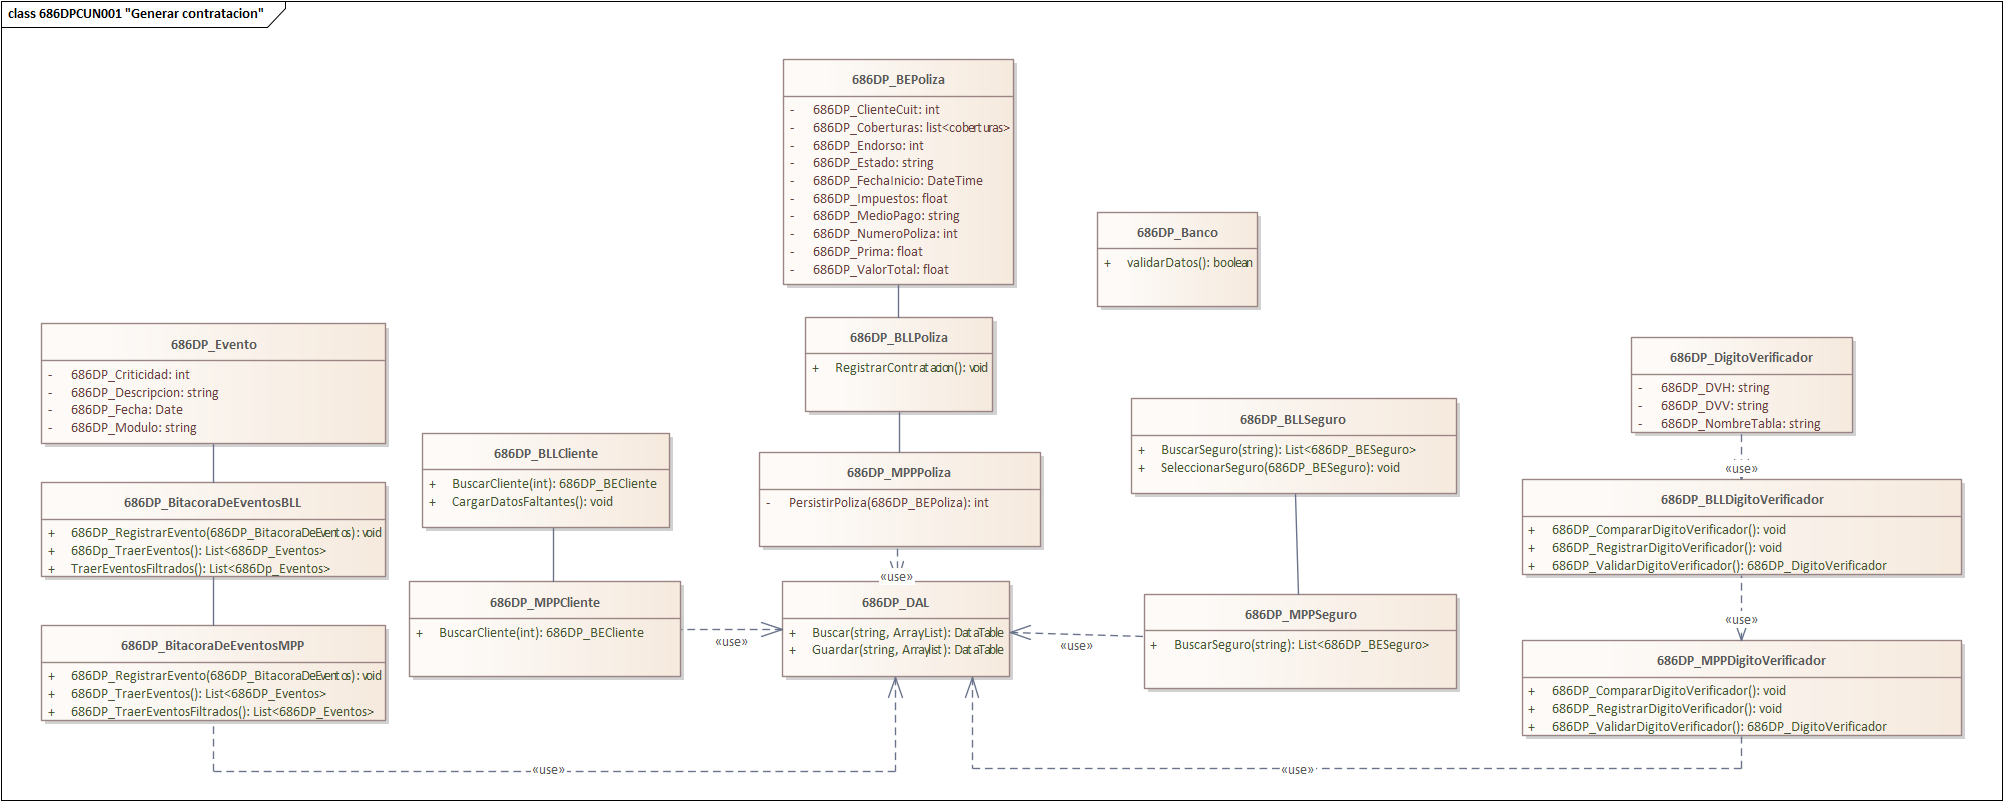 class 686DPCUN001 "Generar contratacion"
686DP_BEPoliza
- 686DP_ClienteCuit: int
- 686DP_Coberturas: list<coberturas>
- 686DP_Endorso: int
- 686DP_Estado: string
- 686DP_FechaInicio: DateTime
- 686DP_Impuestos: float
- 686DP_MedioPago: string
- 686DP_NumeroPoliza: int
- 686DP_Prima: float
- 686DP_ValorTotal: float
686DP_Banco
+ validarDatos(): boolean
686DP_Evento
- 686DP_Criticidad: int
- 686DP_Descripcion: string
- 686DP_Fecha: Date
- 686DP_Modulo: string
686DP_BLLPoliza
+ RegistrarContratacion(): void
686DP_DigitoVerificador
- 686DP_DVH: string
- 686DP_DVV: string
- 686DP_NombreTabla: string
«use»
686DP_BLLCliente
+ BuscarCliente(int): 686DP_BECliente
+ CargarDatosFaltantes(): void
686DP_MPPPoliza
- PersistirPoliza(686DP_BEPoliza): int
«use»
686DP_BLLSeguro
+ BuscarSeguro(string): List<686DP_BESeguro>
+ SeleccionarSeguro(686DP_BESeguro): void
686DP_BitacoraDeEventosBLL
+ 686DP_RegistrarEvento(686DP_BitacoraDeEventos): void
+ 686Dp_TraerEventos(): List<686DP_Eventos>
+ TraerEventosFiltrados(): List<686Dp_Eventos>
686DP_BLLDigitoVerificador
+ 686DP_CompararDigitoVerificador(): void
+ 686DP_RegistrarDigitoVerificador(): void
+ 686DP_ValidarDigitoVerificador(): 686DP_DigitoVerificador
«use»
686DP_MPPCliente
+ BuscarCliente(int): 686DP_BECliente
«use»
686DP_DAL
+ Buscar(string, ArrayList): DataTable
+ Guardar(string, Arraylist): DataTable
«use»
686DP_MPPSeguro
+ BuscarSeguro(string): List<686DP_BESeguro>
686DP_BitacoraDeEventosMPP
+ 686DP_RegistrarEvento(686DP_BitacoraDeEventos): void
+ 686DP_TraerEventos(): List<686DP_Eventos>
+ 686DP_TraerEventosFiltrados(): List<686DP_Eventos>
686DP_MPPDigitoVerificador
+ 686DP_CompararDigitoVerificador(): void
+ 686DP_RegistrarDigitoVerificador(): void
+ 686DP_ValidarDigitoVerificador(): 686DP_DigitoVerificador
«use»
«use»